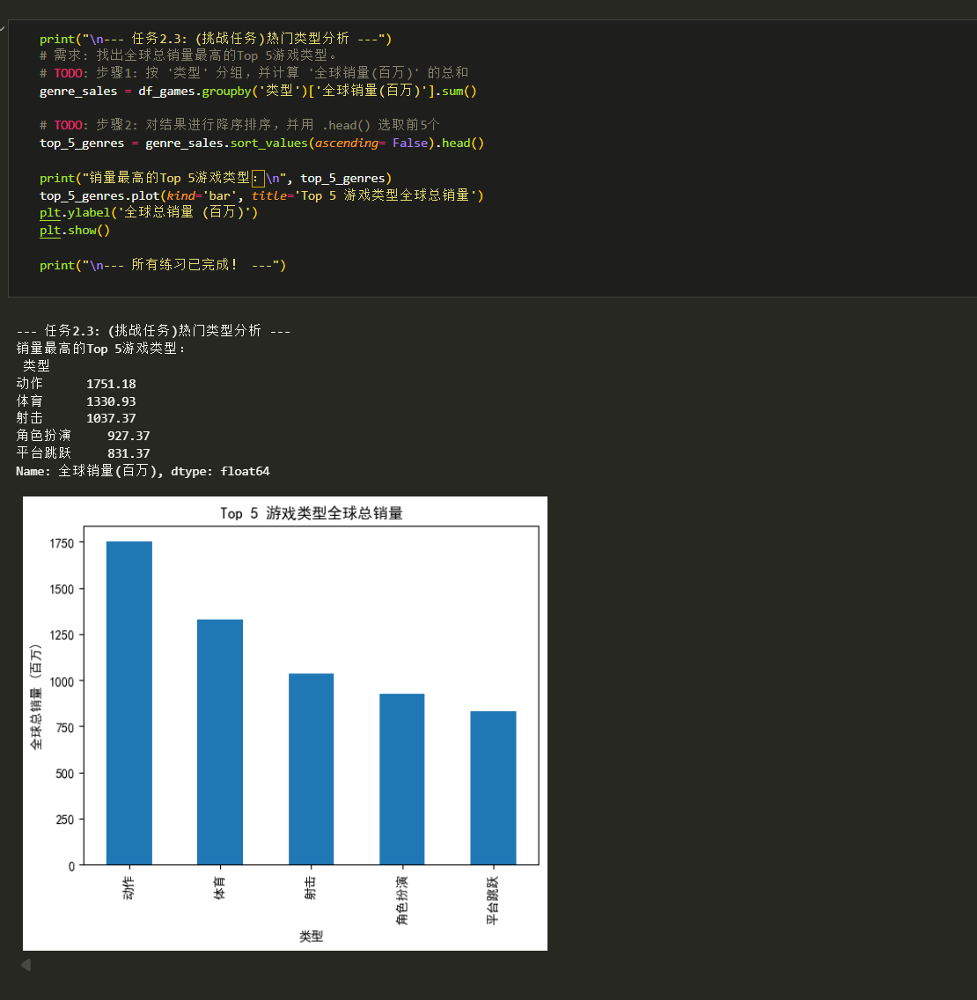 print("\n--- 任务2.3: (挑战任务)热门类型分析 ---")
# 需求: 找出全球总销量最高的Top 5游戏类型。
# TODO: 步骤1: 按 '类型' 分组，并计算 '全球销量(百万)' 的总和
genre_sales = df_games.groupby('类型')['全球销量(百万)'].sum()
# TODO: 步骤2: 对结果进行降序排序，并用 .head() 选取前5个
top_5_genres = genre_sales.sort_values(ascending= False).head()
print("销量最高的Top 5游戏类型：\n", top_5_genres)
top_5_genres.plot(kind='bar', title='Top 5 游戏类型全球总销量')
plt.ylabel('全球总销量 (百万)')
plt.show()
print("\n--- 所有练习已完成！ ---")
--- 任务2.3: (挑战任务)热门类型分析 ---
销量最高的Top 5游戏类型：
类型
动作 1751.18
体育 1330.93
射击 1037.37
角色扮演 927.37
平台跳跃 831.37
Name: 全球销量(百万), dtype: float64
Top 5 游戏类型全球总销量
全球总销量 (百万)
1750
1500
1250
1000
750
500
250
0
动作
体育
射击
角色扮演
平台跳跃
类型